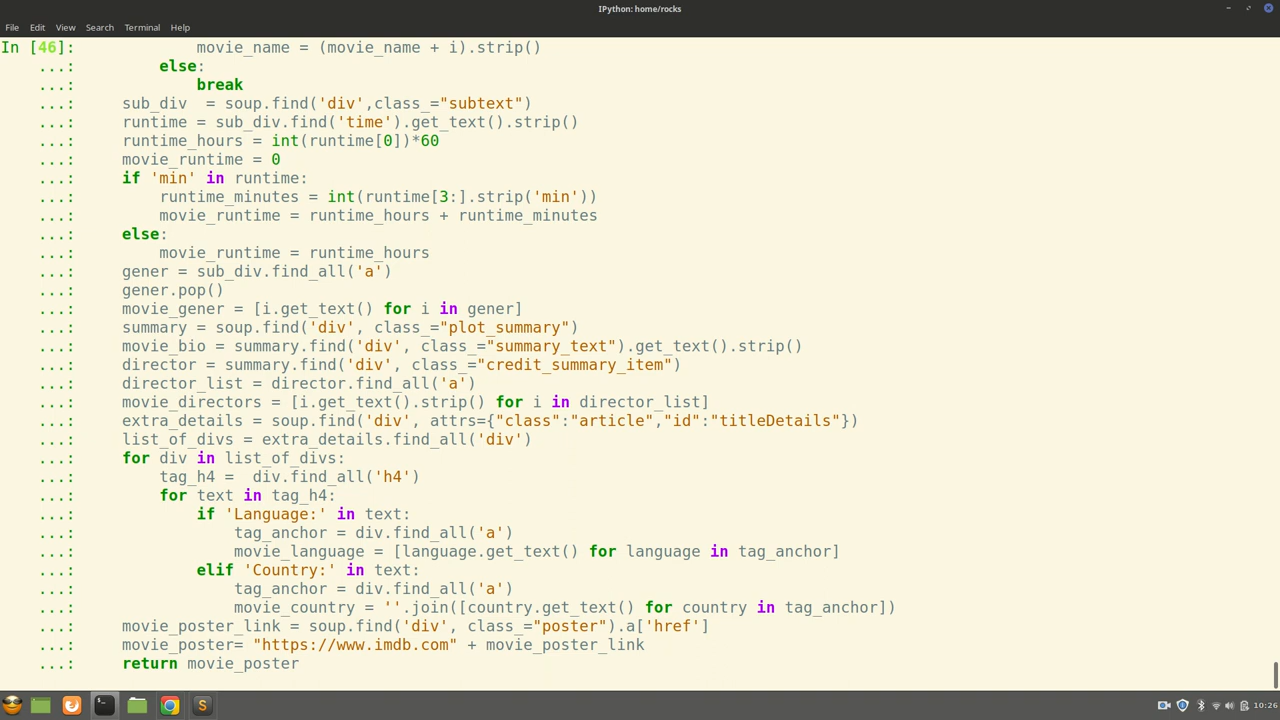 IPython: home/rocks
File Edit View Search Terminal Help
In [46]:             movie_name = (movie_name + i).strip()
    ...:         else:
    ...:             break
    ...:     sub_div  = soup.find('div',class_="subtext")
    ...:     runtime = sub_div.find('time').get_text().strip()
    ...:     runtime_hours = int(runtime[0])*60
    ...:     movie_runtime = 0
    ...:     if 'min' in runtime:
    ...:         runtime_minutes = int(runtime[3:].strip('min'))
    ...:         movie_runtime = runtime_hours + runtime_minutes
    ...:     else:
    ...:         movie_runtime = runtime_hours
    ...:     gener = sub_div.find_all('a')
    ...:     gener.pop()
    ...:     movie_gener = [i.get_text() for i in gener]
    ...:     summary = soup.find('div', class_="plot_summary")
    ...:     movie_bio = summary.find('div', class_="summary_text").get_text().strip()
    ...:     director = summary.find('div', class_="credit_summary_item")
    ...:     director_list = director.find_all('a')
    ...:     movie_directors = [i.get_text().strip() for i in director_list]
    ...:     extra_details = soup.find('div', attrs={"class":"article","id":"titleDetails"})
    ...:     list_of_divs = extra_details.find_all('div')
    ...:     for div in list_of_divs:
    ...:         tag_h4 =  div.find_all('h4')
    ...:         for text in tag_h4:
    ...:             if 'Language:' in text:
    ...:                 tag_anchor = div.find_all('a')
    ...:                 movie_language = [language.get_text() for language in tag_anchor]
    ...:             elif 'Country:' in text:
    ...:                 tag_anchor = div.find_all('a')
    ...:                 movie_country = ''.join([country.get_text() for country in tag_anchor])
    ...:     movie_poster_link = soup.find('div', class_="poster").a['href']
    ...:     movie_poster= "https://www.imdb.com" + movie_poster_link
    ...:     return movie_poster
10:26